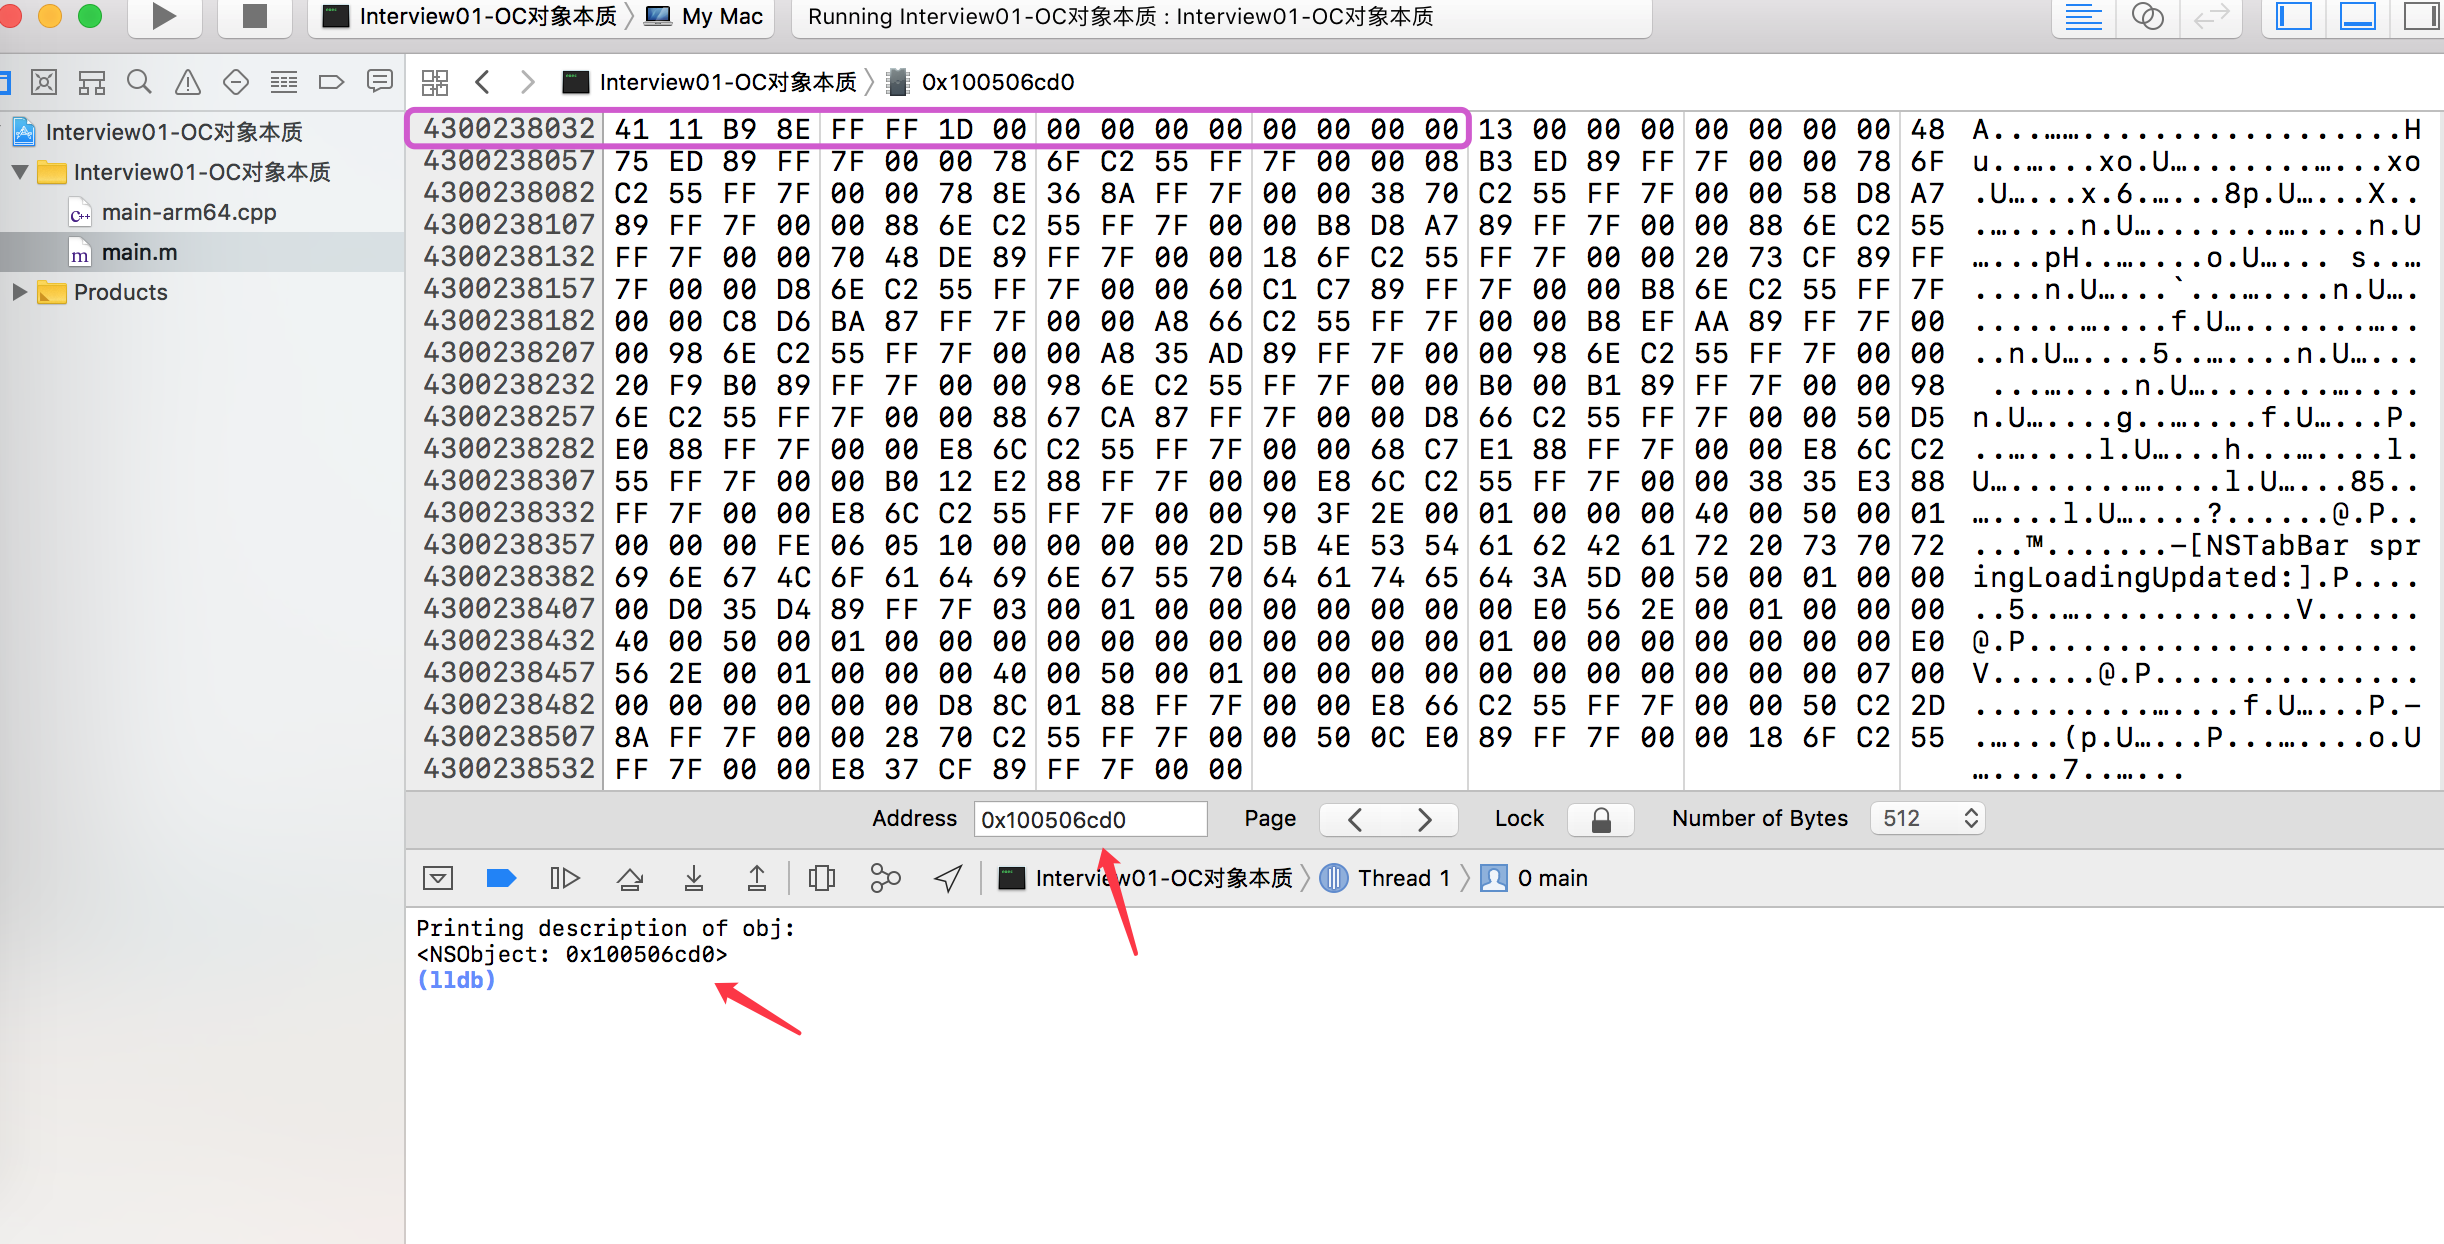 Interview01-OC对象本质 〉 My Mac
Running Interview01-OC对象本质 : Interview01-OC对象本质
Interview01-OC对象本质 〉 0x100506cd0
Interview01-OC对象本质
Interview01-OC对象本质
main-arm64.cpp
main.m
Products
4300238032 41 11 B9 8E FF FF 1D 00 00 00 00 00 00 00 00 00 13 00 00 00 00 00 00 00 48 A...……..................H
4300238057 75 ED 89 FF 7F 00 00 78 6F C2 55 FF 7F 00 00 08 B3 ED 89 FF 7F 00 00 78 6F
4300238082 C2 55 FF 7F 00 00 78 8E 36 8A FF 7F 00 00 38 70 C2 55 FF 7F 00 00 58 D8 A7
4300238107 89 FF 7F 00 00 88 6E C2 55 FF 7F 00 00 B8 D8 A7 89 FF 7F 00 00 88 6E C2 55
4300238132 FF 7F 00 00 70 48 DE 89 FF 7F 00 00 18 6F C2 55 FF 7F 00 00 20 73 CF 89 FF
4300238157 7F 00 00 D8 6E C2 55 FF 7F 00 00 60 C1 C7 89 FF 7F 00 00 B8 6E C2 55 FF 7F
4300238182 00 00 C8 D6 BA 87 FF 7F 00 00 A8 66 C2 55 FF 7F 00 00 B8 EF AA 89 FF 7F 00
4300238207 00 98 6E C2 55 FF 7F 00 00 A8 35 AD 89 FF 7F 00 00 98 6E C2 55 FF 7F 00 00
4300238232 20 F9 B0 89 FF 7F 00 00 98 6E C2 55 FF 7F 00 00 B0 00 B1 89 FF 7F 00 00 98
4300238257 6E C2 55 FF 7F 00 00 88 67 CA 87 FF 7F 00 00 D8 66 C2 55 FF 7F 00 00 50 D5
4300238282 E0 88 FF 7F 00 00 E8 6C C2 55 FF 7F 00 00 68 C7 E1 88 FF 7F 00 00 E8 6C C2
4300238307 55 FF 7F 00 00 B0 12 E2 88 FF 7F 00 00 E8 6C C2 55 FF 7F 00 00 38 35 E3 88
4300238332 FF 7F 00 00 E8 6C C2 55 FF 7F 00 00 90 3F 2E 00 01 00 00 00 40 00 50 00 01
4300238357 00 00 00 FE 06 05 10 00 00 00 00 2D 5B 4E 53 54 61 62 42 61 72 20 73 70 72 ...™.......-[NSTabBar spr
4300238382 69 6E 67 4C 6F 61 64 69 6E 67 55 70 64 61 74 65 64 3A 5D 00 50 00 01 00 00 ingLoadingUpdated:].P....
4300238407 00 D0 35 D4 89 FF 7F 03 00 01 00 00 00 00 00 00 00 E0 56 2E 00 01 00 00 00
4300238432 40 00 50 00 01 00 00 00 00 00 00 00 00 00 00 00 01 00 00 00 00 00 00 00 E0 @.P......................
4300238457 56 2E 00 01 00 00 00 40 00 50 00 01 00 00 00 00 00 00 00 00 00 00 00 07 00 V......@.P...............
4300238482 00 00 00 00 00 00 D8 8C 01 88 FF 7F 00 00 E8 66 C2 55 FF 7F 00 00 50 C2 2D
4300238507 8A FF 7F 00 00 28 70 C2 55 FF 7F 00 00 50 0C E0 89 FF 7F 00 00 18 6F C2 55
4300238532 FF 7F 00 00 E8 37 CF 89 FF 7F 00 00
Address 0x100506cd0 Page Lock Number of Bytes 512
Interview01-OC对象本质 〉 Thread 1 〉 0 main
Printing description of obj:
<NSObject: 0x100506cd0>
(lldb)